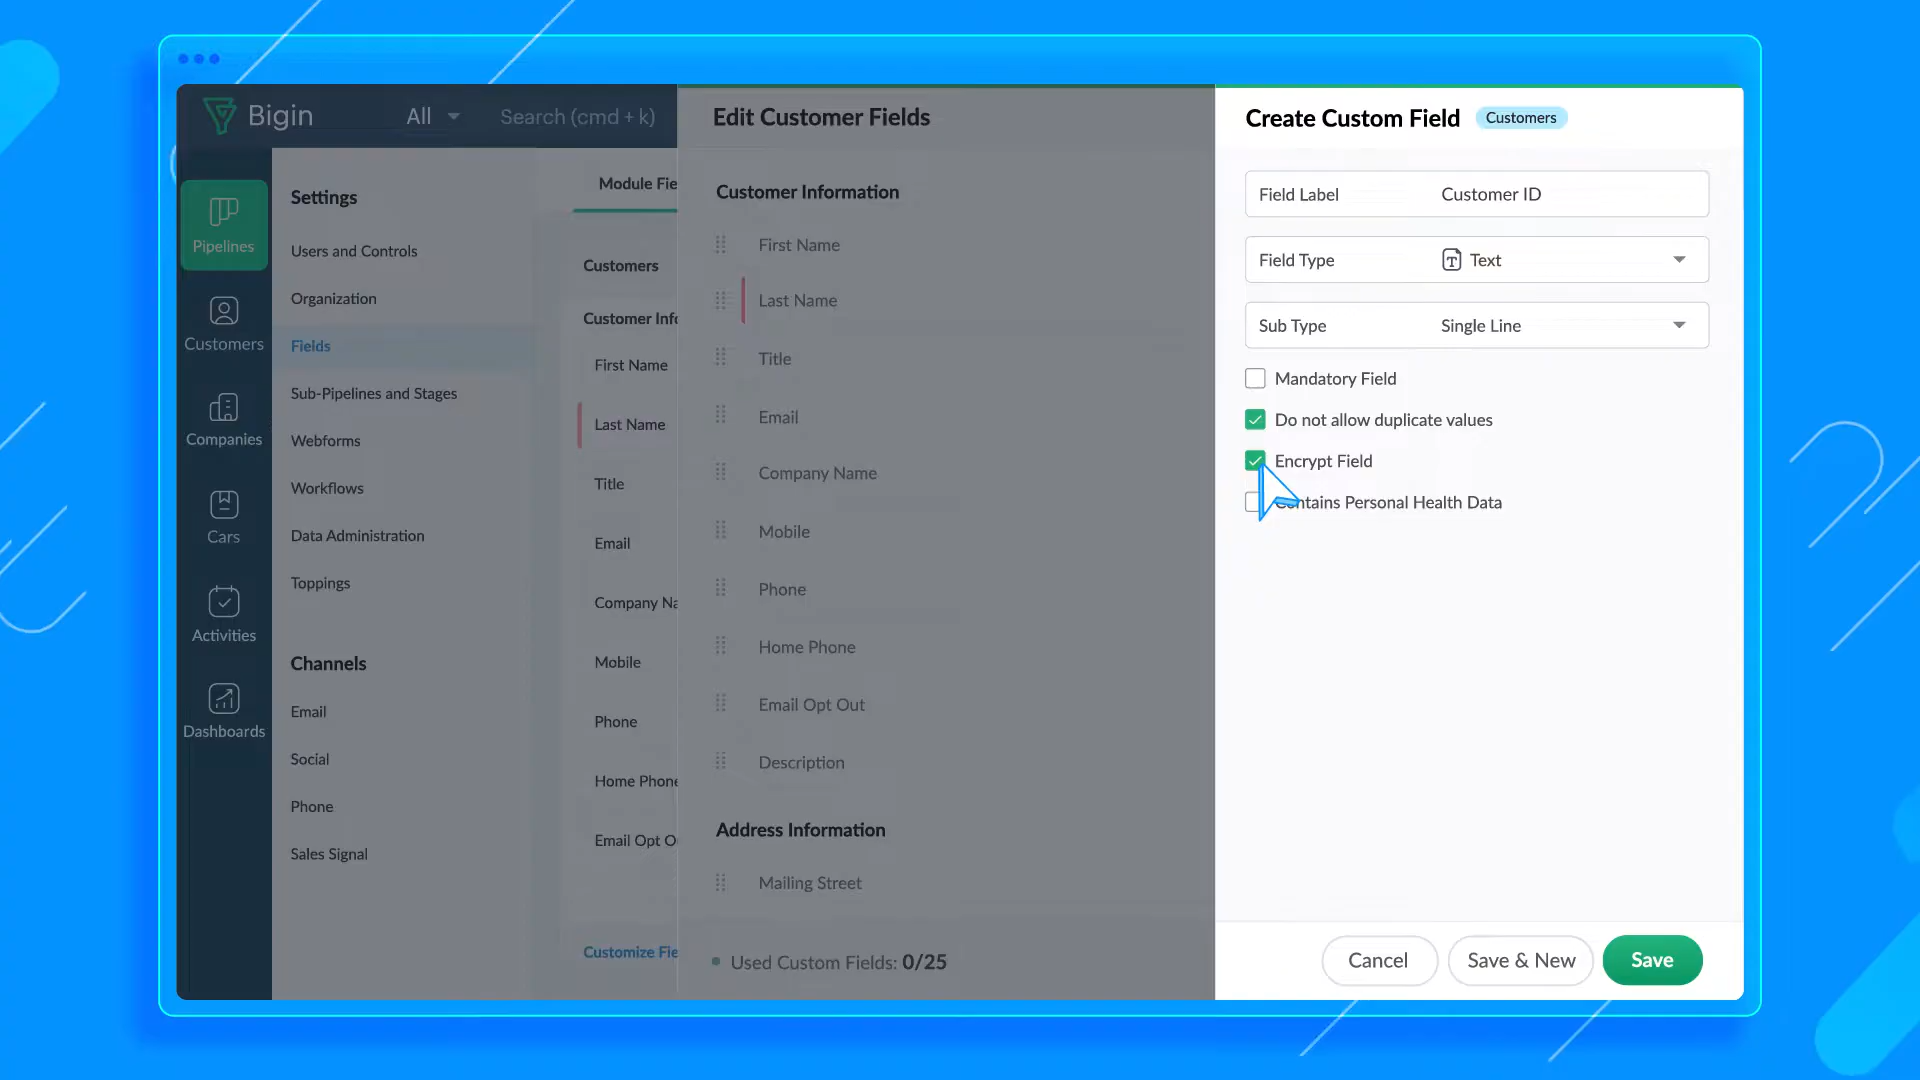 Bigin
All
Search (cmd + k)
Pipelines
Customers
Companies
Cars
Activities
Dashboards
Settings
Users and Controls
Organization
Fields
Sub-Pipelines and Stages
Webforms
Workflows
Data Administration
Toppings
Channels
Email
Social
Phone
Sales Signal
Module Fie
Customers
Customer Info
First Name
Last Name
Title
Email
Company Na
Mobile
Phone
Home Phone
Email Opt O
Customize Fie
Edit Customer Fields
Customer Information
First Name
Last Name
Title
Email
Company Name
Mobile
Phone
Home Phone
Email Opt Out
Description
Address Information
Mailing Street
Used Custom Fields: 0/25
Create Custom Field Customers
Field Label Customer ID
Field Type Text
Sub Type Single Line
Mandatory Field
Do not allow duplicate values
Encrypt Field
Contains Personal Health Data
Cancel
Save & New
Save